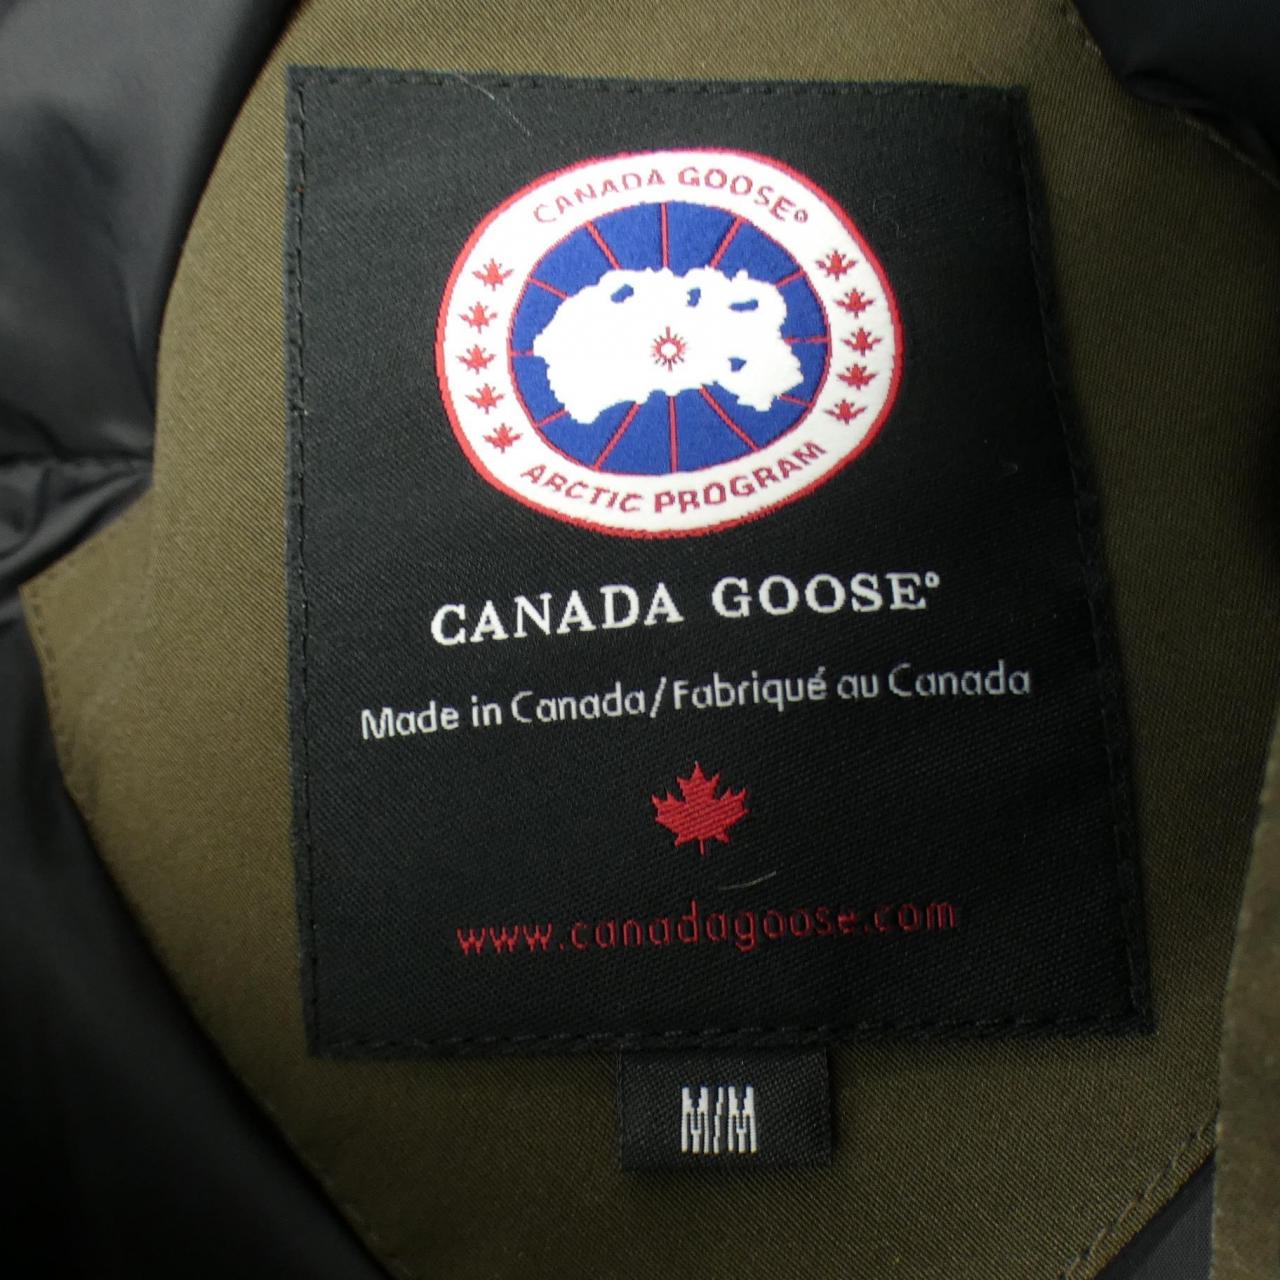 CANADA GOOSE®
ARCTIC PROGRAM
CANADA GOOSE®
Made in Canada/Fabriqué au Canada
www.canadagoose.com
M/M